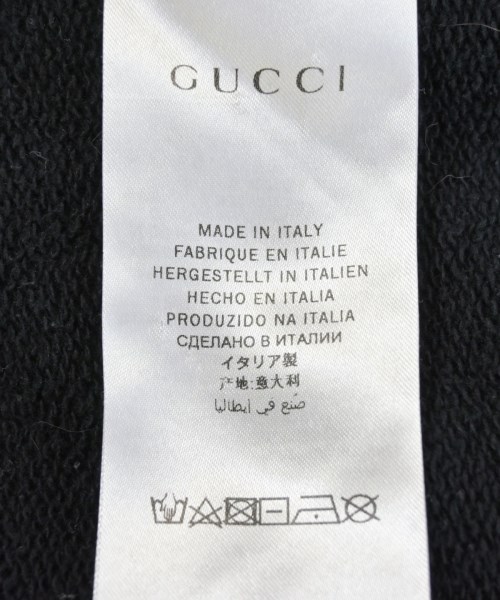 GUCCI
MADE IN ITALY
FABRIQUE EN ITALIE
HERGESTELLT IN ITALIEN
HECHO EN ITALIA
PRODUZIDO NA ITALIA
СДЕЛАНО В ИТАЛИИ
イタリア製
产地:意大利
صنع في إيطاليا